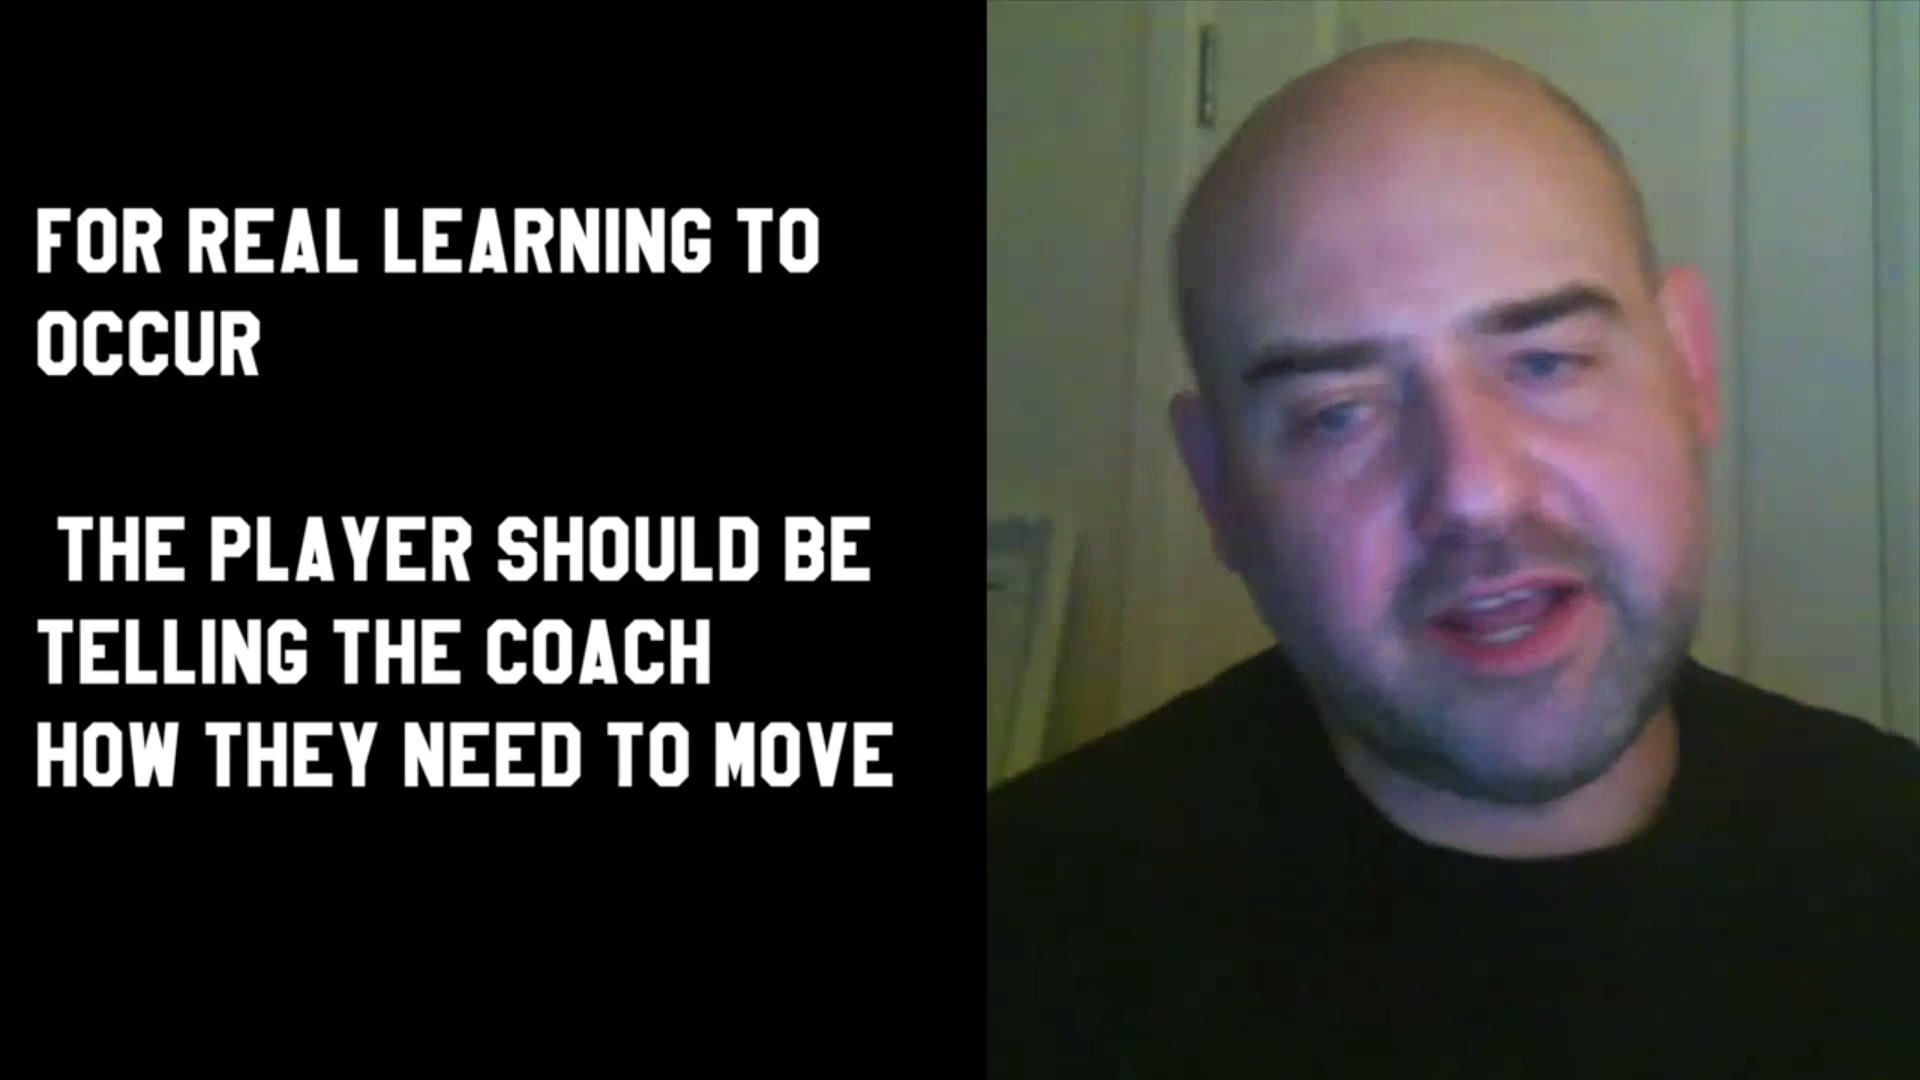 FOR REAL LEARNING TO
OCCUR
THE PLAYER SHOULD BE
TELLING THE COACH
HOW THEY NEED TO MOVE